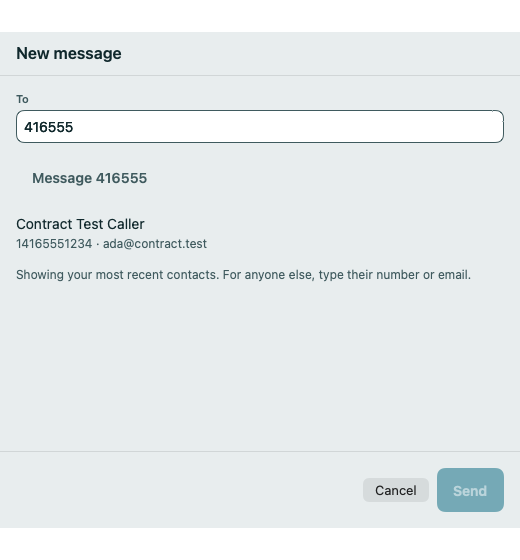 New message
To
416555
Message 416555
Contract Test Caller
14165551234 · ada@contract.test
Showing your most recent contacts. For anyone else, type their number or email.
Cancel
Send